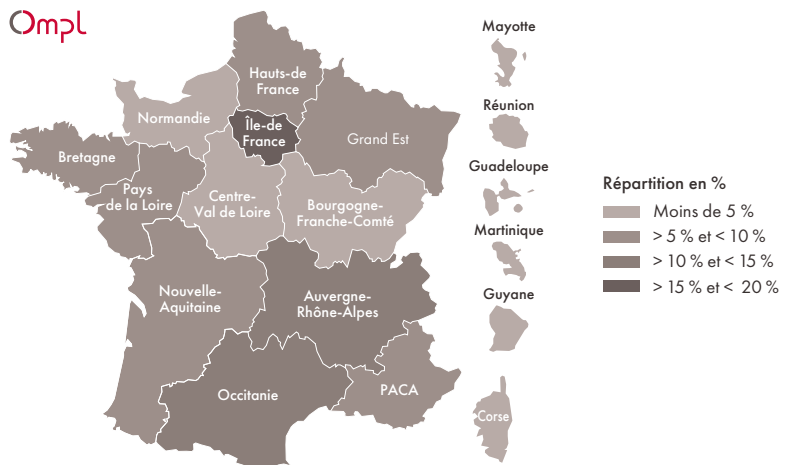 Ompl
Hauts-de
France
Normandie
Île-de
France
Grand Est
Bretagne
Pays
de la Loire
Centre-
Val de Loire
Bourgogne-
Franche-Comté
Nouvelle-
Aquitaine
Auvergne-
Rhône-Alpes
Occitanie
PACA
Corse
Mayotte
Réunion
Guadeloupe
Martinique
Guyane
Répartition en %
Moins de 5 %
> 5 % et < 10 %
> 10 % et < 15 %
> 15 % et < 20 %